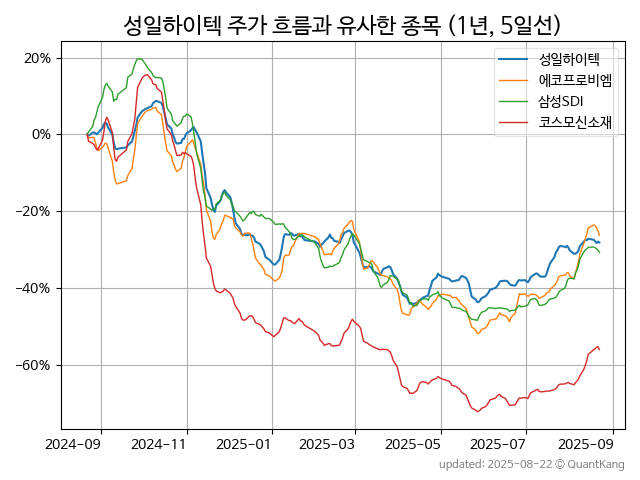 성일하이텍 주가 흐름과 유사한 종목 (1년, 5일선)
성일하이텍
에코프로비엠
삼성SDI
코스모신소재
20%
0%
−20%
−40%
−60%
2024-09 2024-11 2025-01 2025-03 2025-05 2025-07 2025-09
updated: 2025-08-22 © QuantKang